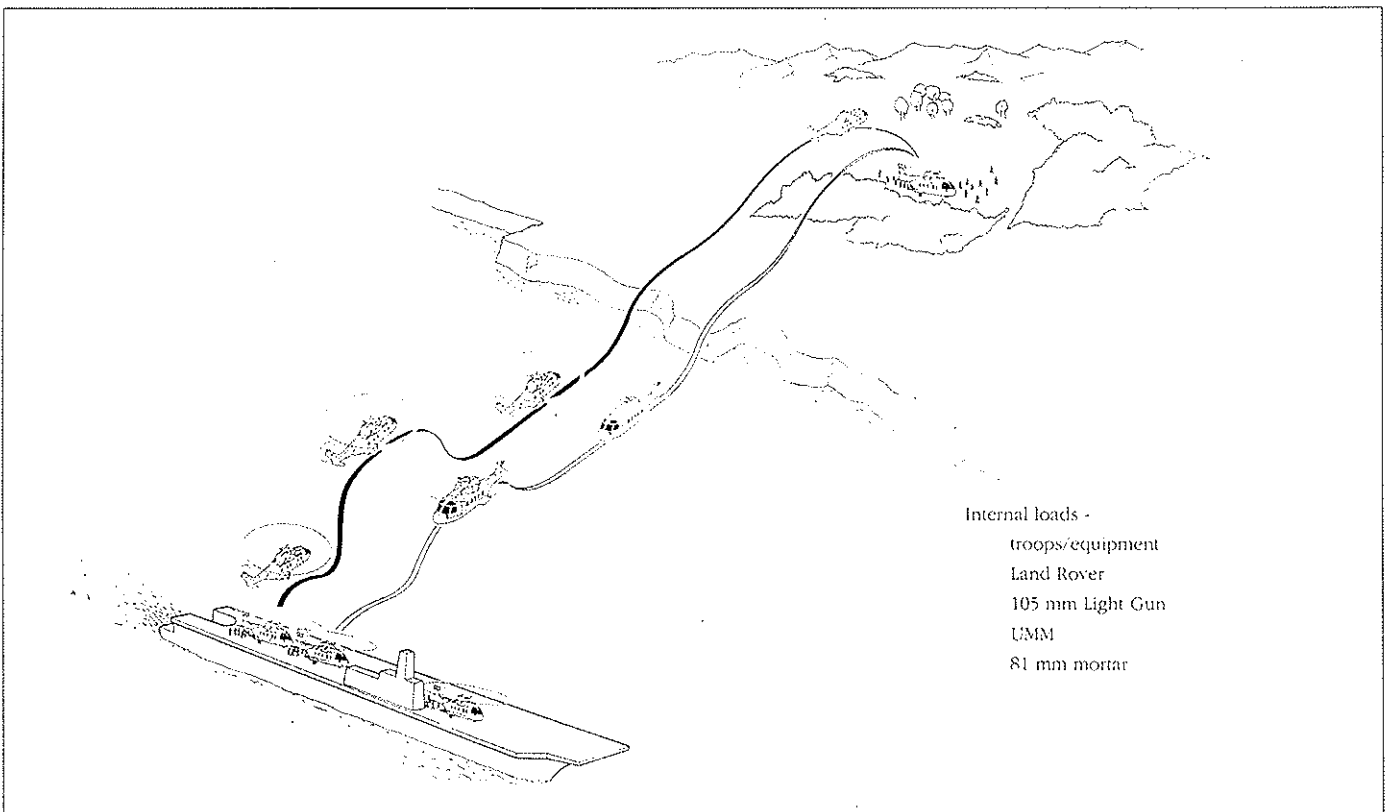 Internal loads -
troops/equipment
Land Rover
105 mm Light Gun
UMM
81 mm mortar